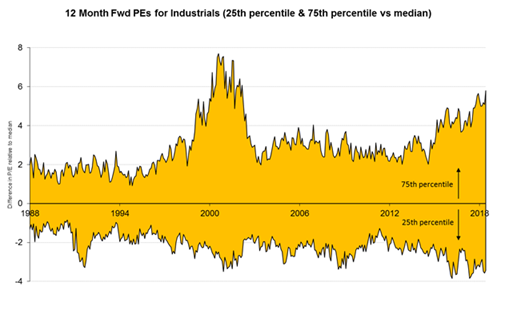 12 Month Fwd PEs for Industrials (25th percentile & 75th percentile vs median)
8
6
4
2
0
-2
-4
Difference in P/E relative to median
75th percentile
25th percentile
1988 1994 2000 2006 2012 2018